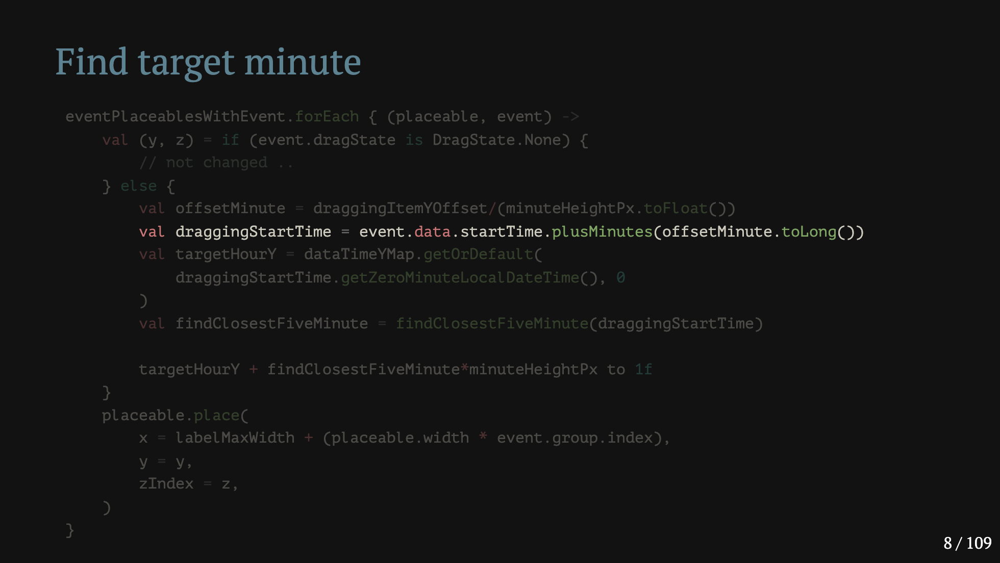 Find target minute
eventPlaceablesWithEvent.forEach { (placeable, event) ->
    val (y, z) = if (event.dragState is DragState.None) {
        // not changed ..
    } else {
        val offsetMinute = draggingItemYOffset/(minuteHeightPx.toFloat())
        val draggingStartTime = event.data.startTime.plusMinutes(offsetMinute.toLong())
        val targetHourY = dataTimeYMap.getOrDefault(
            draggingStartTime.getZeroMinuteLocalDateTime(), 0
        )
        val findClosestFiveMinute = findClosestFiveMinute(draggingStartTime)

        targetHourY + findClosestFiveMinute*minuteHeightPx to 1f
    }
    placeable.place(
        x = labelMaxWidth + (placeable.width * event.group.index),
        y = y,
        zIndex = z,
    )
}
8 / 109